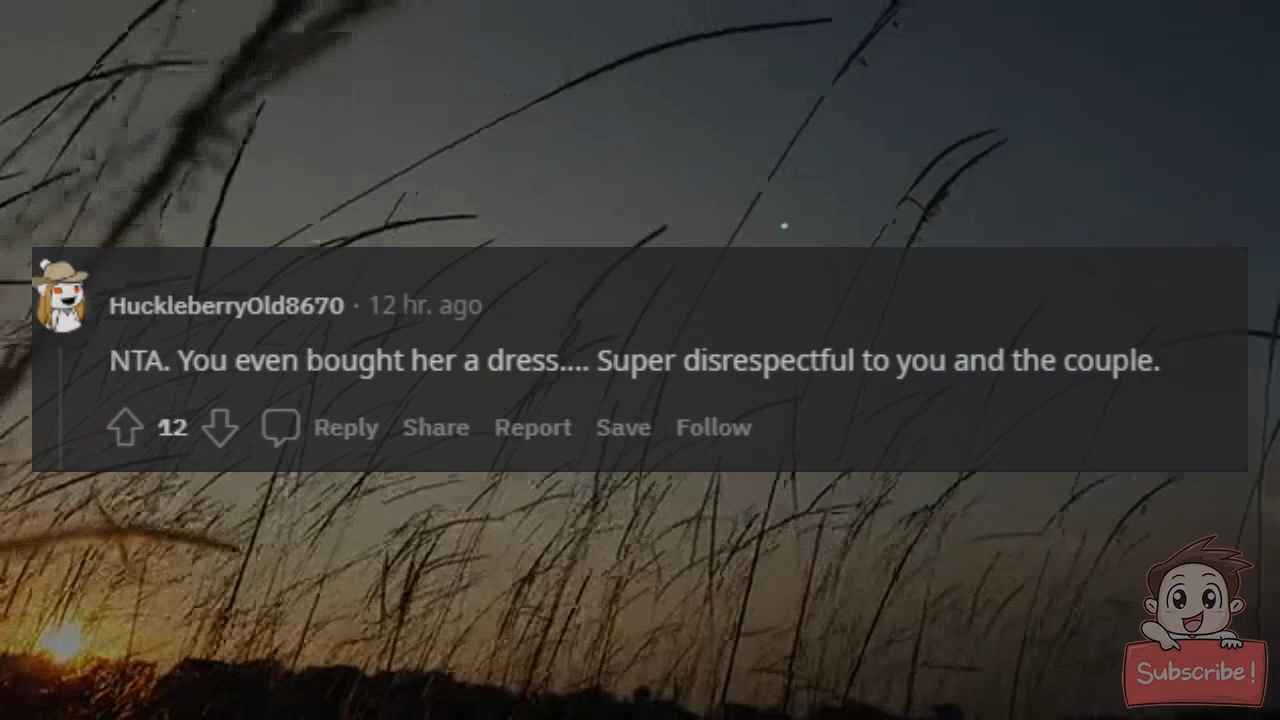 HuckleberryOld8670 · 12 hr. ago
NTA. You even bought her a dress.... Super disrespectful to you and the couple.
12 Reply Share Report Save Follow
Subscribe!